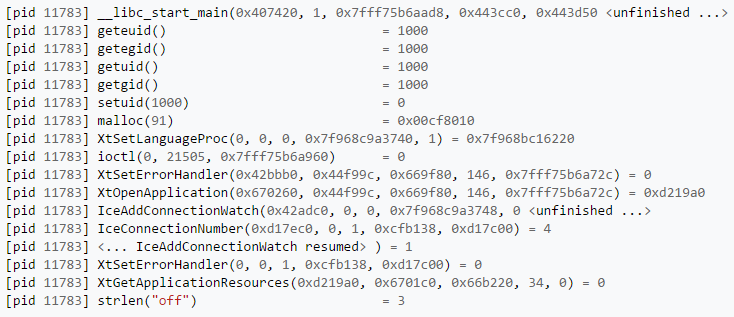 [pid 11783] __libc_start_main(0x407420, 1, 0x7fff75b6aad8, 0x443cc0, 0x443d50 <unfinished ...>
[pid 11783] geteuid() = 1000
[pid 11783] getegid() = 1000
[pid 11783] getuid() = 1000
[pid 11783] getgid() = 1000
[pid 11783] setuid(1000) = 0
[pid 11783] malloc(91) = 0x00cf8010
[pid 11783] XtSetLanguageProc(0, 0, 0, 0x7f968c9a3740, 1) = 0x7f968bc16220
[pid 11783] ioctl(0, 21505, 0x7fff75b6a960) = 0
[pid 11783] XtSetErrorHandler(0x42bbb0, 0x44f99c, 0x669f80, 146, 0x7fff75b6a72c) = 0
[pid 11783] XtOpenApplication(0x670260, 0x44f99c, 0x669f80, 146, 0x7fff75b6a72c) = 0xd219a0
[pid 11783] IceAddConnectionWatch(0x42adc0, 0, 0, 0x7f968c9a3748, 0 <unfinished ...>
[pid 11783] IceConnectionNumber(0xd17ec0, 0, 1, 0xcfb138, 0xd17c00) = 4
[pid 11783] <... IceAddConnectionWatch resumed> ) = 1
[pid 11783] XtSetErrorHandler(0, 0, 1, 0xcfb138, 0xd17c00) = 0
[pid 11783] XtGetApplicationResources(0xd219a0, 0x6701c0, 0x66b220, 34, 0) = 0
[pid 11783] strlen("off") = 3